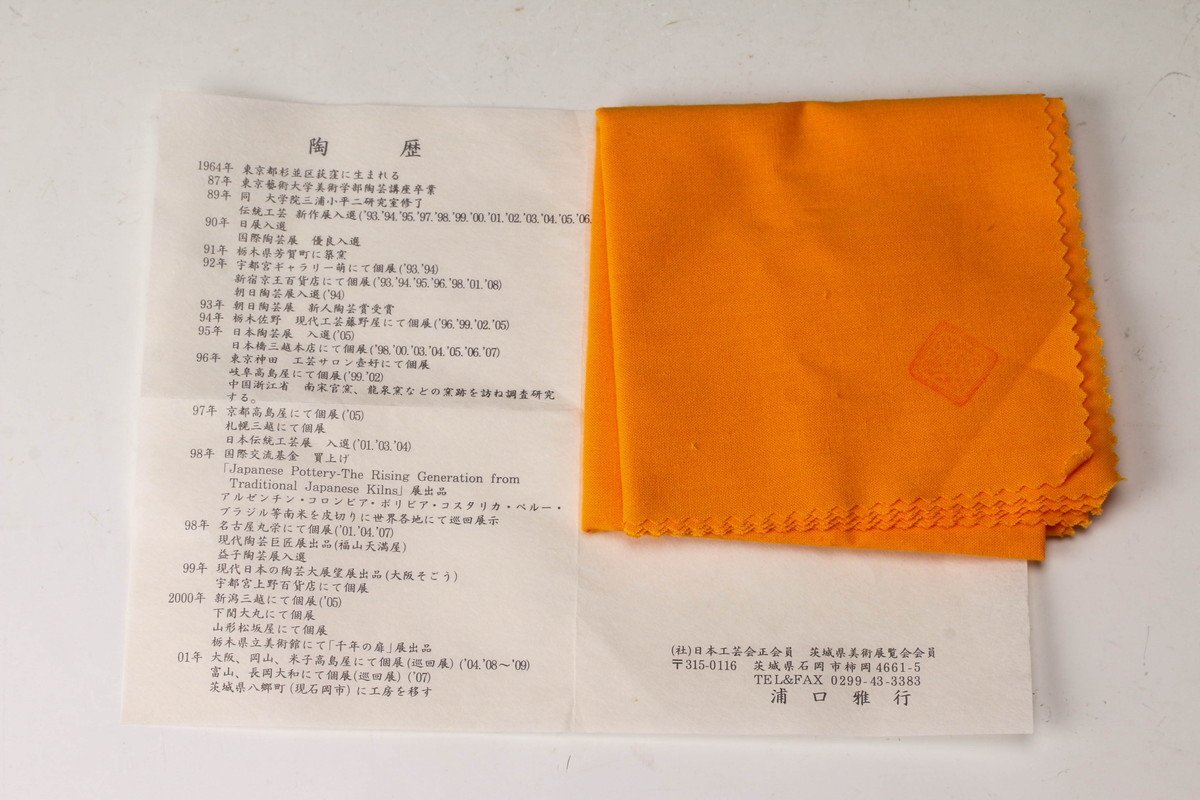 陶 歴
1964年 東京都杉並区荻窪に生まれる
87年 東京藝術大学美術学部陶芸講座卒業
89年 同 大学院三浦小平二研究室修了
伝統工芸 新作展入選('93.'94.'95.'97.'98.'99.'00.'01.'02.'03.'04.'05.'06.
90年 日展入選
国際陶芸展 優良入選
91年 栃木県芳賀町に築窯
92年 宇都宮ギャラリー萌にて個展('93.'94)
新宿京王百貨店にて個展('93.'94.'95.'96.'98.'01.'08)
朝日陶芸展入選('94)
93年 朝日陶芸展 新人陶芸賞受賞
94年 栃木佐野 現代工芸藤野屋にて個展('96.'99.'02.'05)
95年 日本陶芸展 入選('05)
日本橋三越本店にて個展('98.'00.'03.'04.'05.'06.'07)
96年 東京神田 工芸サロン壺好にて個展
岐阜高島屋にて個展('99.'02)
中国浙江省 南宋官窯、龍泉窯などの窯跡を訪ね調査研究
する。
97年 京都高島屋にて個展('05)
札幌三越にて個展
日本伝統工芸展 入選('01.'03.'04)
98年 国際交流基金 買上げ
「Japanese Pottery-The Rising Generation from
Traditional Japanese Kilns」展出品
アルゼンチン・コロンビア・ボリビア・コスタリカ・ペルー・
ブラジル等南米を皮切りに世界各地にて巡回展示
98年 名古屋丸栄にて個展('01.'04.'07)
現代陶芸巨匠展出品(福山天満屋)
益子陶芸展入選
99年 現代日本の陶芸大展望展出品(大阪そごう)
宇都宮上野百貨店にて個展
2000年 新潟三越にて個展('05)
下関大丸にて個展
山形松坂屋にて個展
栃木県立美術館にて「千年の扉」展出品
01年 大阪、岡山、米子高島屋にて個展(巡回展) ('04.'08～'09)
富山、長岡大和にて個展(巡回展) ('07)
茨城県八郷町(現石岡市)に工房を移す
(社)日本工芸会正会員 茨城県美術展覧会会員
〒315-0116 茨城県石岡市柿岡4661-5
TEL&FAX 0299-43-3383
浦 口 雅 行